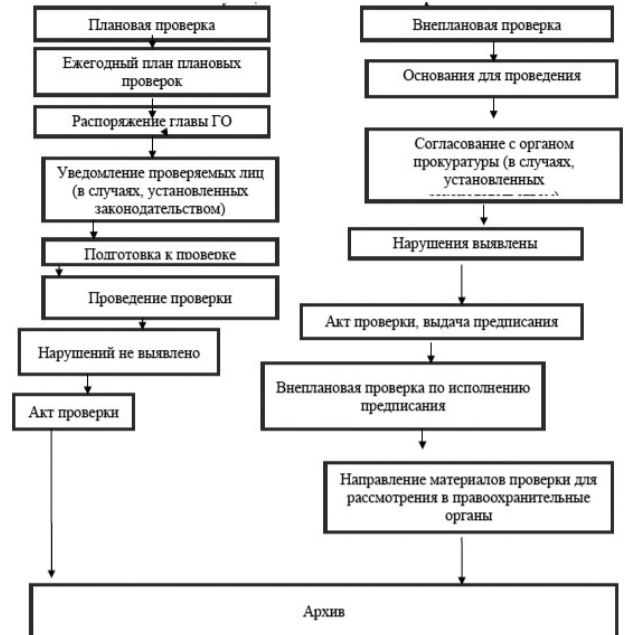 Плановая проверка
Ежегодный план плановых
проверок
Распоряжение главы ГО
Уведомление проверяемых лиц
(в случаях, установленных
законодательством)
Подготовка к проверке
Проведение проверки
Нарушений не выявлено
Акт проверки
Внеплановая проверка
Основания для проведения
Согласование с органом
прокуратуры (в случаях,
установленных
законодательством)
Нарушения выявлены
Акт проверки, выдача предписания
Внеплановая проверка по исполнению
предписания
Направление материалов проверки для
рассмотрения в правоохранительные
органы
Архив